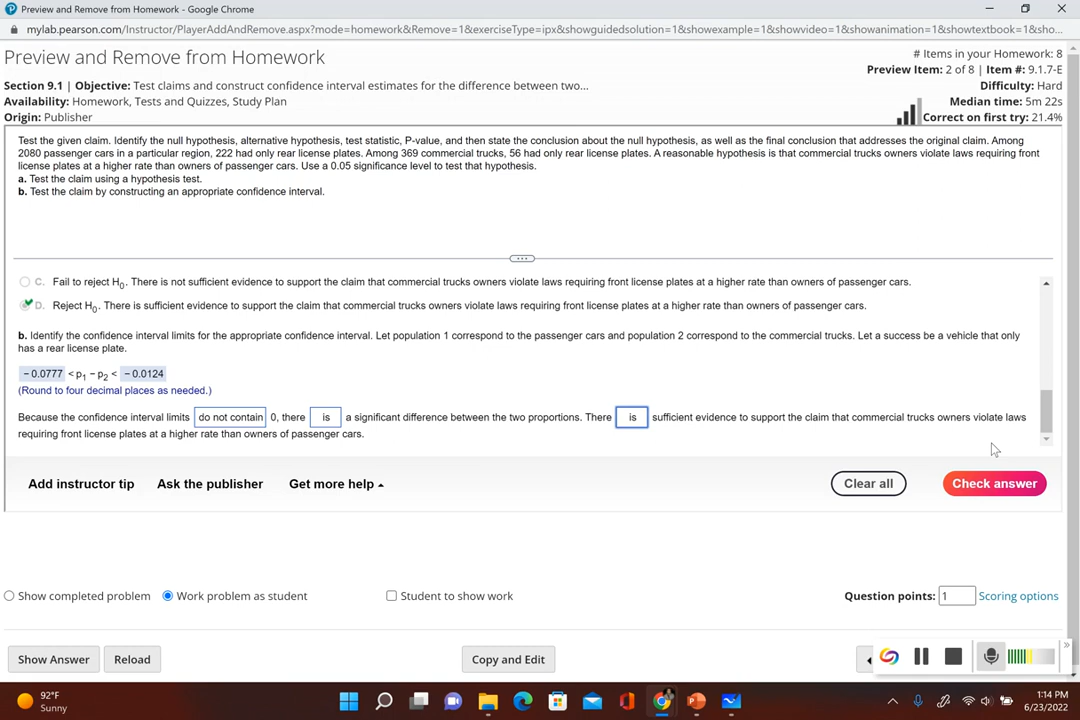 Preview and Remove from Homework - Google Chrome
mylab.pearson.com/Instructor/PlayerAddAndRemove.aspx?mode=homework&Remove=1&exerciseType=ipx&showguidedsolution=1&showexample=1&showvideo=1&showanimation=1&showtextbook=1&sho...
Preview and Remove from Homework
# Items in your Homework: 8
Preview Item: 2 of 8 | Item #: 9.1.7-E
Section 9.1 | Objective: Test claims and construct confidence interval estimates for the difference between two...
Difficulty: Hard
Availability: Homework, Tests and Quizzes, Study Plan
Median time: 5m 22s
Origin: Publisher
Correct on first try: 21.4%
Test the given claim. Identify the null hypothesis, alternative hypothesis, test statistic, P-value, and then state the conclusion about the null hypothesis, as well as the final conclusion that addresses the original claim. Among
2080 passenger cars in a particular region, 222 had only rear license plates. Among 369 commercial trucks, 56 had only rear license plates. A reasonable hypothesis is that commercial trucks owners violate laws requiring front
license plates at a higher rate than owners of passenger cars. Use a 0.05 significance level to test that hypothesis.
a. Test the claim using a hypothesis test.
b. Test the claim by constructing an appropriate confidence interval.
C. Fail to reject H0. There is not sufficient evidence to support the claim that commercial trucks owners violate laws requiring front license plates at a higher rate than owners of passenger cars.
D. Reject H0. There is sufficient evidence to support the claim that commercial trucks owners violate laws requiring front license plates at a higher rate than owners of passenger cars.
b. Identify the confidence interval limits for the appropriate confidence interval. Let population 1 correspond to the passenger cars and population 2 correspond to the commercial trucks. Let a success be a vehicle that only
has a rear license plate.
- 0.0777 < p1 - p2 < - 0.0124
(Round to four decimal places as needed.)
Because the confidence interval limits do not contain 0, there is a significant difference between the two proportions. There is sufficient evidence to support the claim that commercial trucks owners violate laws
requiring front license plates at a higher rate than owners of passenger cars.
Add instructor tip Ask the publisher Get more help Clear all Check answer
Show completed problem Work problem as student Student to show work Question points: 1 Scoring options
Show Answer Reload Copy and Edit
92°F
Sunny
1:14 PM
6/23/2022